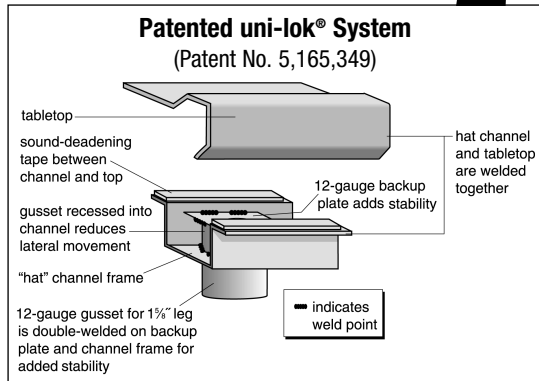 Patented uni-lok® System
(Patent No. 5,165,349)
tabletop
sound-deadening
tape between
channel and top
gusset recessed into
channel reduces
lateral movement
“hat” channel frame
12-gauge gusset for 1⅝˝ leg
is double-welded on backup
plate and channel frame for
added stability
12-gauge backup
plate adds stability
hat channel
and tabletop
are welded
together
indicates
weld point